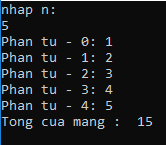 nhap n:
5
Phan tu - 0: 1
Phan tu - 1: 2
Phan tu - 2: 3
Phan tu - 3: 4
Phan tu - 4: 5
Tong cua mang :  15